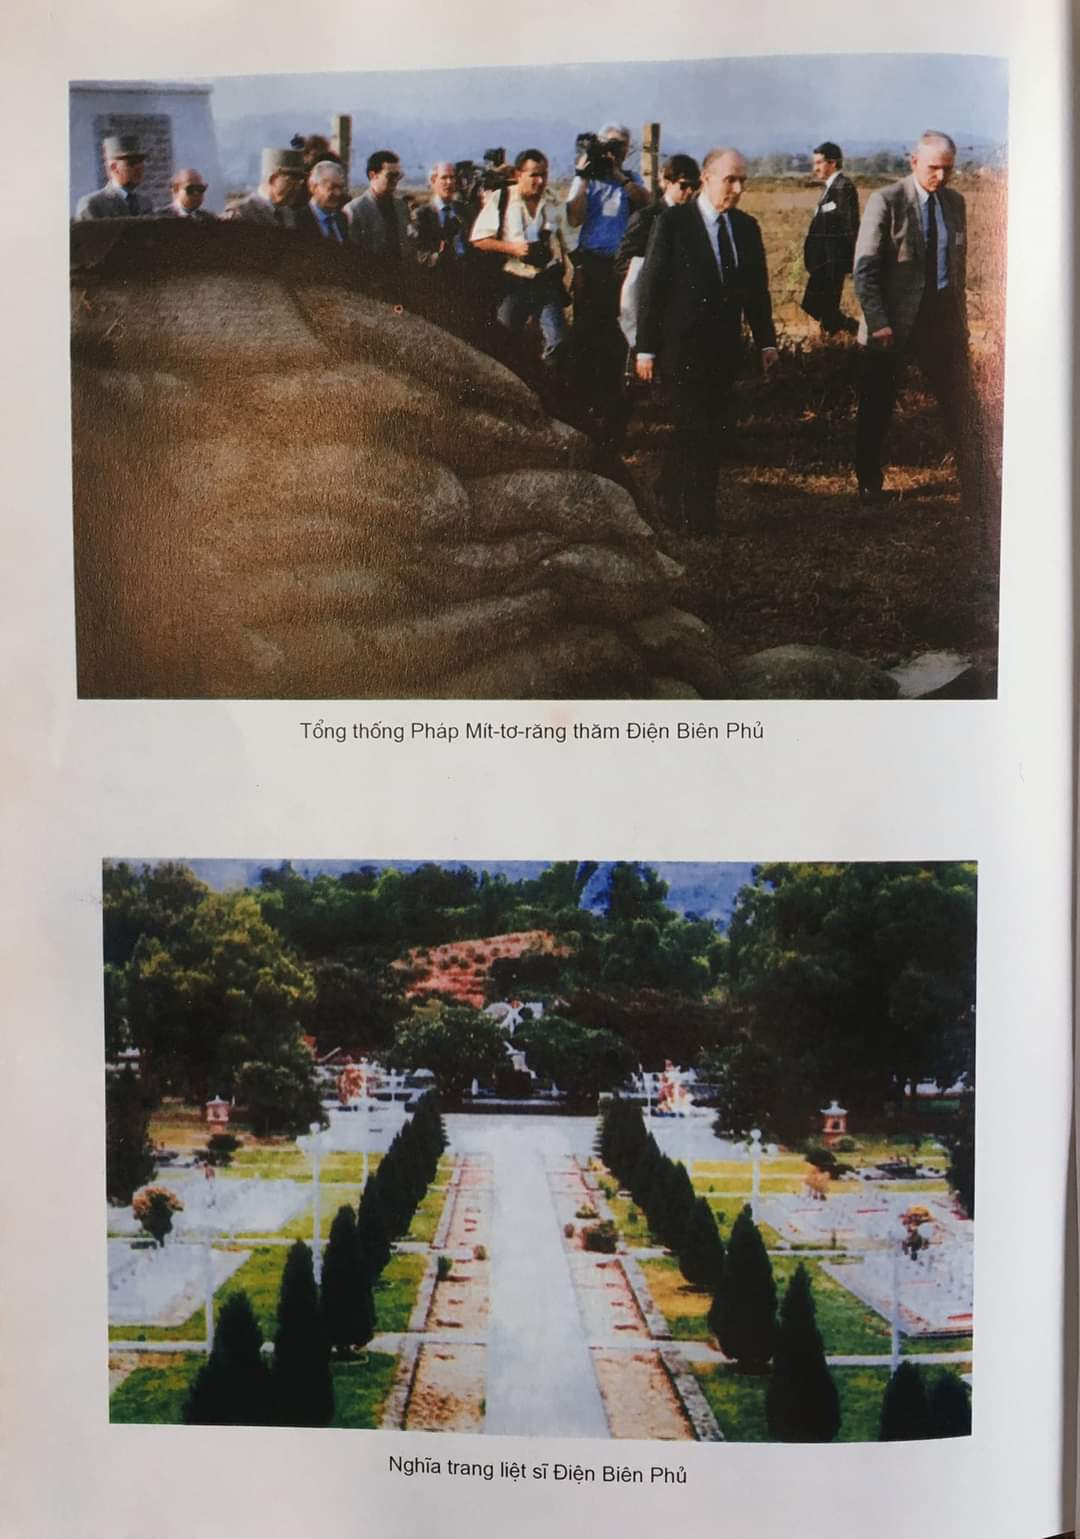 Tổng thống Pháp Mít-tơ-răng thăm Điện Biên Phủ
Nghĩa trang liệt sĩ Điện Biên Phủ